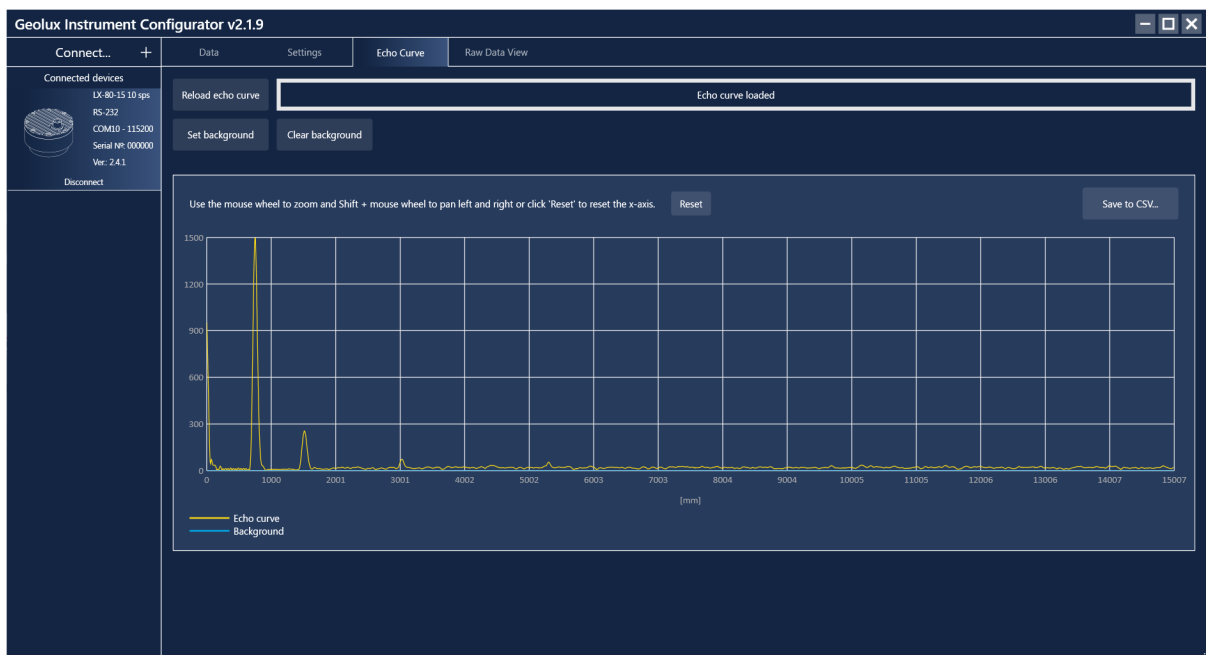 Geolux Instrument Configurator v2.1.9
Connect... +
Data Settings Echo Curve Raw Data View
Connected devices
LX-80-15 10 sps
RS-232
COM10 - 115200
Serial №: 000000
Ver.: 2.4.1
Disconnect
Reload echo curve
Echo curve loaded
Set background Clear background
Use the mouse wheel to zoom and Shift + mouse wheel to pan left and right or click 'Reset' to reset the x-axis. Reset Save to CSV...
1500
1200
900
600
300
0
0 1000 2001 3001 4002 5002 6003 7003 8004 9004 10005 11005 12006 13006 14007 15007
[mm]
Echo curve
Background